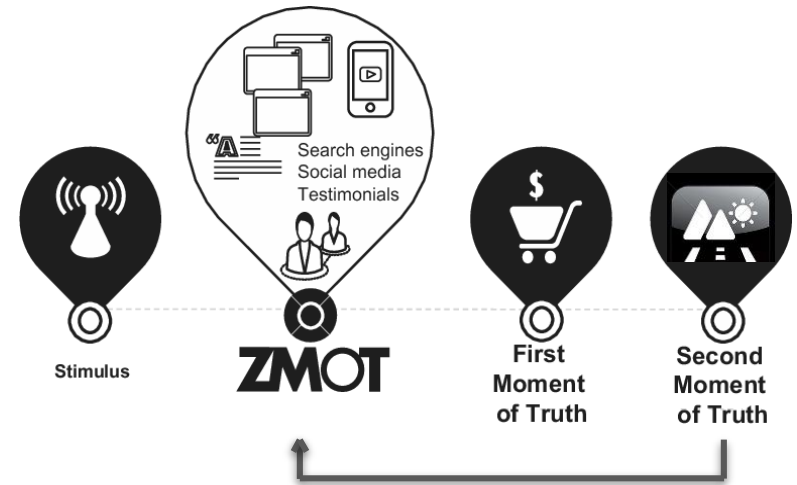 “A
Search engines
Social media
Testimonials
$
Stimulus
ZMOT
First
Moment
of Truth
Second
Moment
of Truth